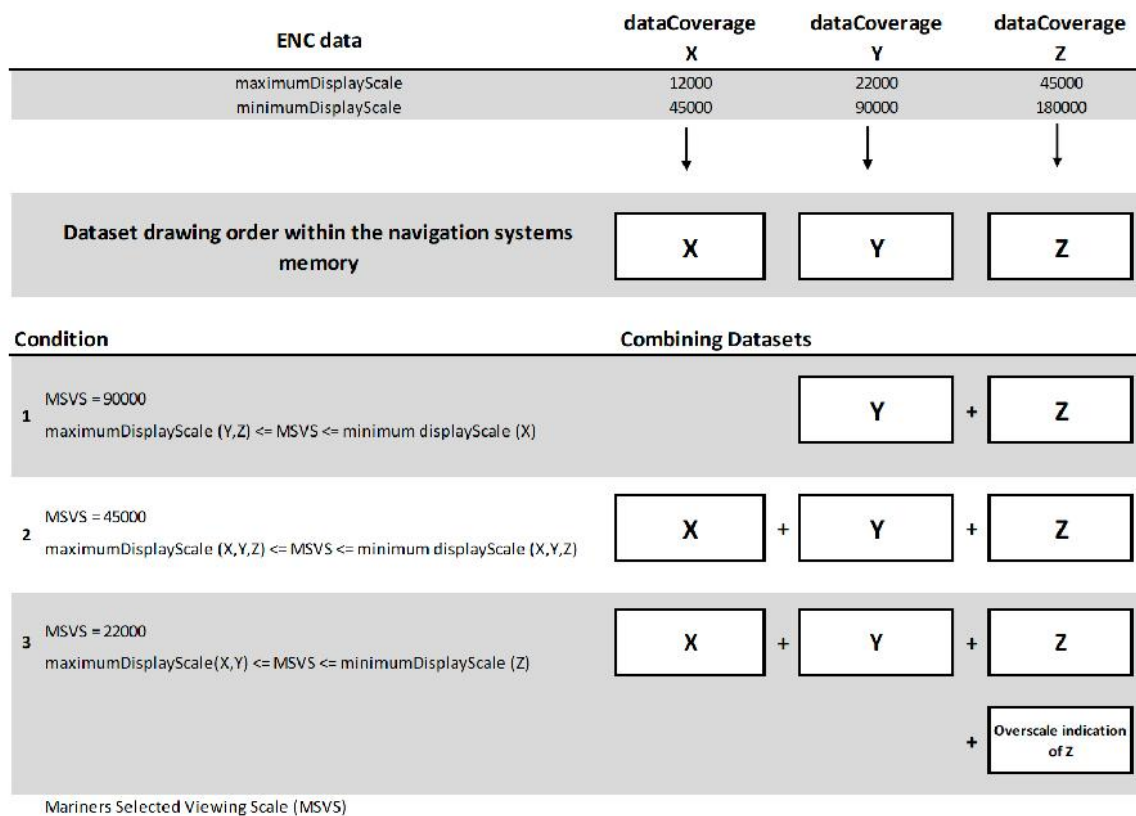 ENC data dataCoverage X dataCoverage Y dataCoverage Z
maximumDisplayScale 12000 22000 45000
minimumDisplayScale 45000 90000 180000
Dataset drawing order within the navigation systems
memory
X Y Z
Condition Combining Datasets
1 MSVS = 90000
maximumDisplayScale (Y,Z) <= MSVS <= minimum displayScale (X)
Y + Z
2 MSVS = 45000
maximumDisplayScale (X,Y,Z) <= MSVS <= minimum displayScale (X,Y,Z)
X + Y + Z
3 MSVS = 22000
maximumDisplayScale(X,Y) <= MSVS <= minimumDisplayScale (Z)
X + Y + Z
+ Overscale indication
of Z
Mariners Selected Viewing Scale (MSVS)